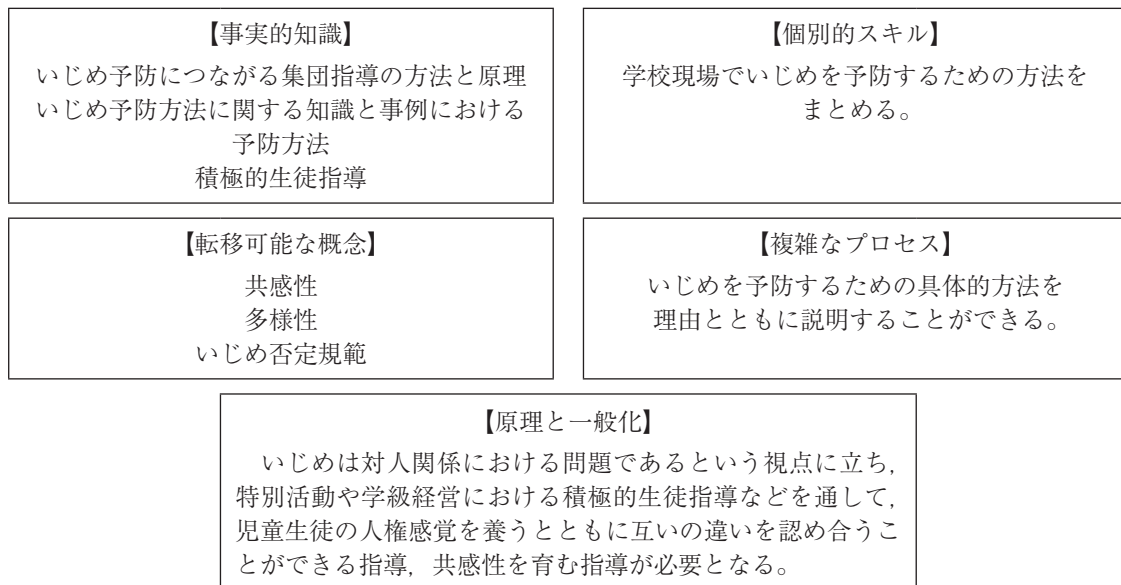 【事実的知識】
いじめ予防につながる集団指導の方法と原理
いじめ予防方法に関する知識と事例における
予防方法
積極的生徒指導
【個別的スキル】
学校現場でいじめを予防するための方法を
まとめる。
【転移可能な概念】
共感性
多様性
いじめ否定規範
【複雑なプロセス】
いじめを予防するための具体的方法を
理由とともに説明することができる。
【原理と一般化】
いじめは対人関係における問題であるという視点に立ち，
特別活動や学級経営における積極的生徒指導などを通して，
児童生徒の人権感覚を養うとともに互いの違いを認め合うこ
とができる指導，共感性を育む指導が必要となる。